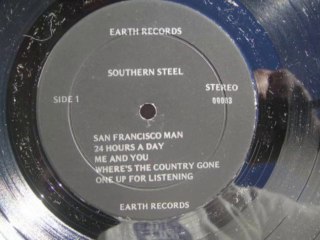 EARTH RECORDS
SOUTHERN STEEL
SIDE 1
STEREO
00003
SAN FRANCISCO MAN
24 HOURS A DAY
ME AND YOU
WHERE'S THE COUNTRY GONE
ONE UP FOR LISTENING
EARTH RECORDS